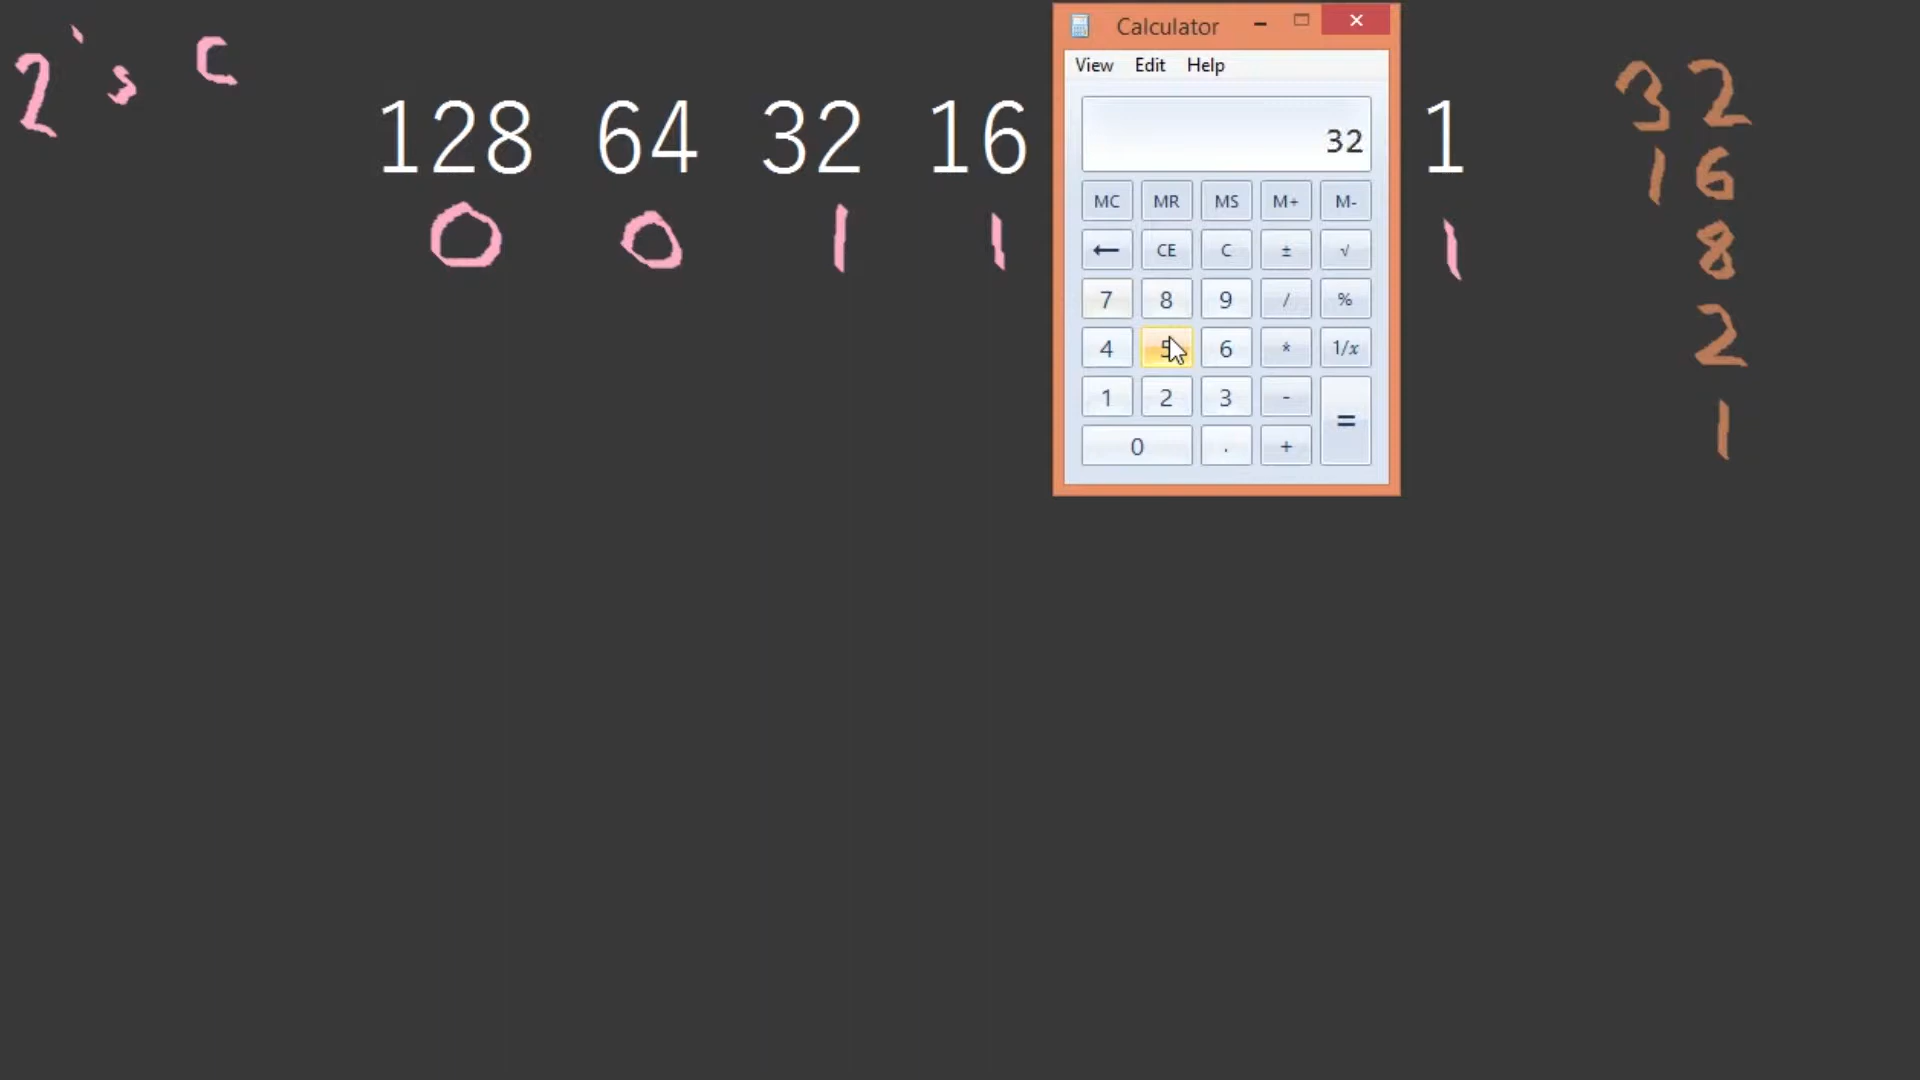 2's c
128 64 32 16 1
0 0 1 1 1
Calculator
View Edit Help
32
MC MR MS M+ M-
← CE C ± √
7 8 9 / %
4 5 6 * 1/x
1 2 3 - =
0 . +
32
16
8
2
1